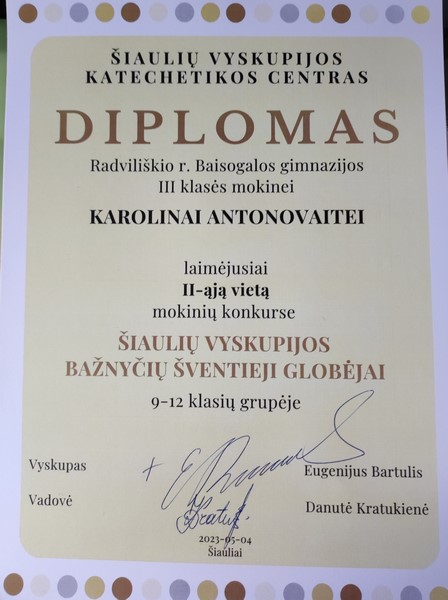 ŠIAULIŲ VYSKUPIJOS
KATECHETIKOS CENTRAS
DIPLOMAS
Radviliškio r. Baisogalos gimnazijos
III klasės mokinei
KAROLINAI ANTONOVAITEI
laimėjusiai
II-ąją vietą
mokinių konkurse
ŠIAULIŲ VYSKUPIJOS
BAŽNYČIŲ ŠVENTIEJI GLOBĖJAI
9-12 klasių grupėje
Vyskupas
Eugenijus Bartulis
Vadovė
Danutė Kratukienė
2023-05-04
Šiauliai